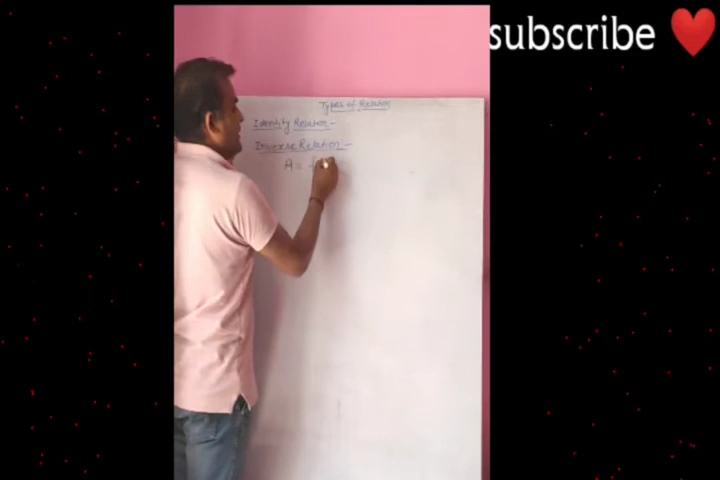 subscribe ❤️
Types of Relation
Identity Relation -
Inverse Relation -
A = {